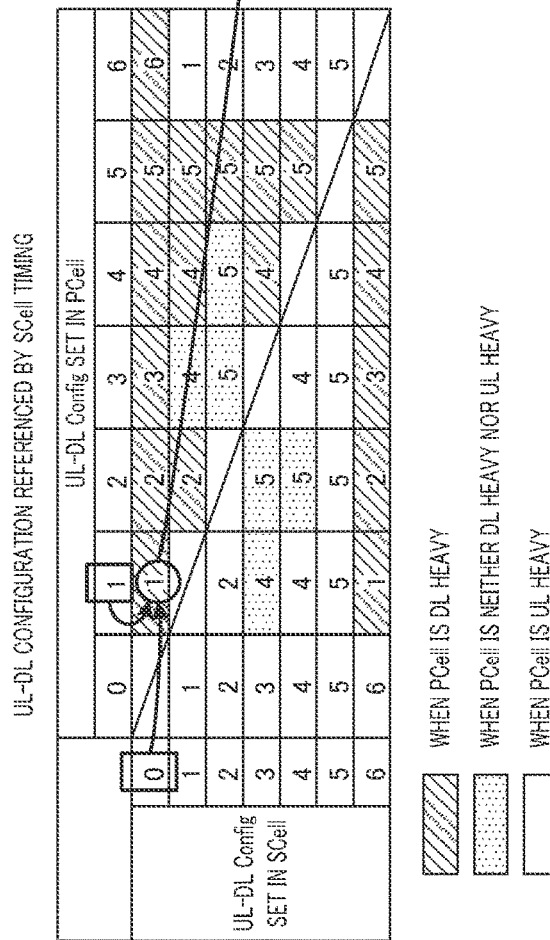 UL-DL CONFIGURATION REFERENCED BY SCell TIMING
UL-DL Config SET IN PCell
0 1 2 3 4 5 6
UL-DL Config
SET IN SCell
0 1 2 3 4 5 6
1 1 2 4 4 5 1
2 2 2 5 5 5 2
3 3 4 5 4 5 3
4 4 4 5 4 5 4
5 5 5 5 5 5 5
6 6 1 2 3 4 5
WHEN PCell IS DL HEAVY
WHEN PCell IS NEITHER DL HEAVY NOR UL HEAVY
WHEN PCell IS UL HEAVY